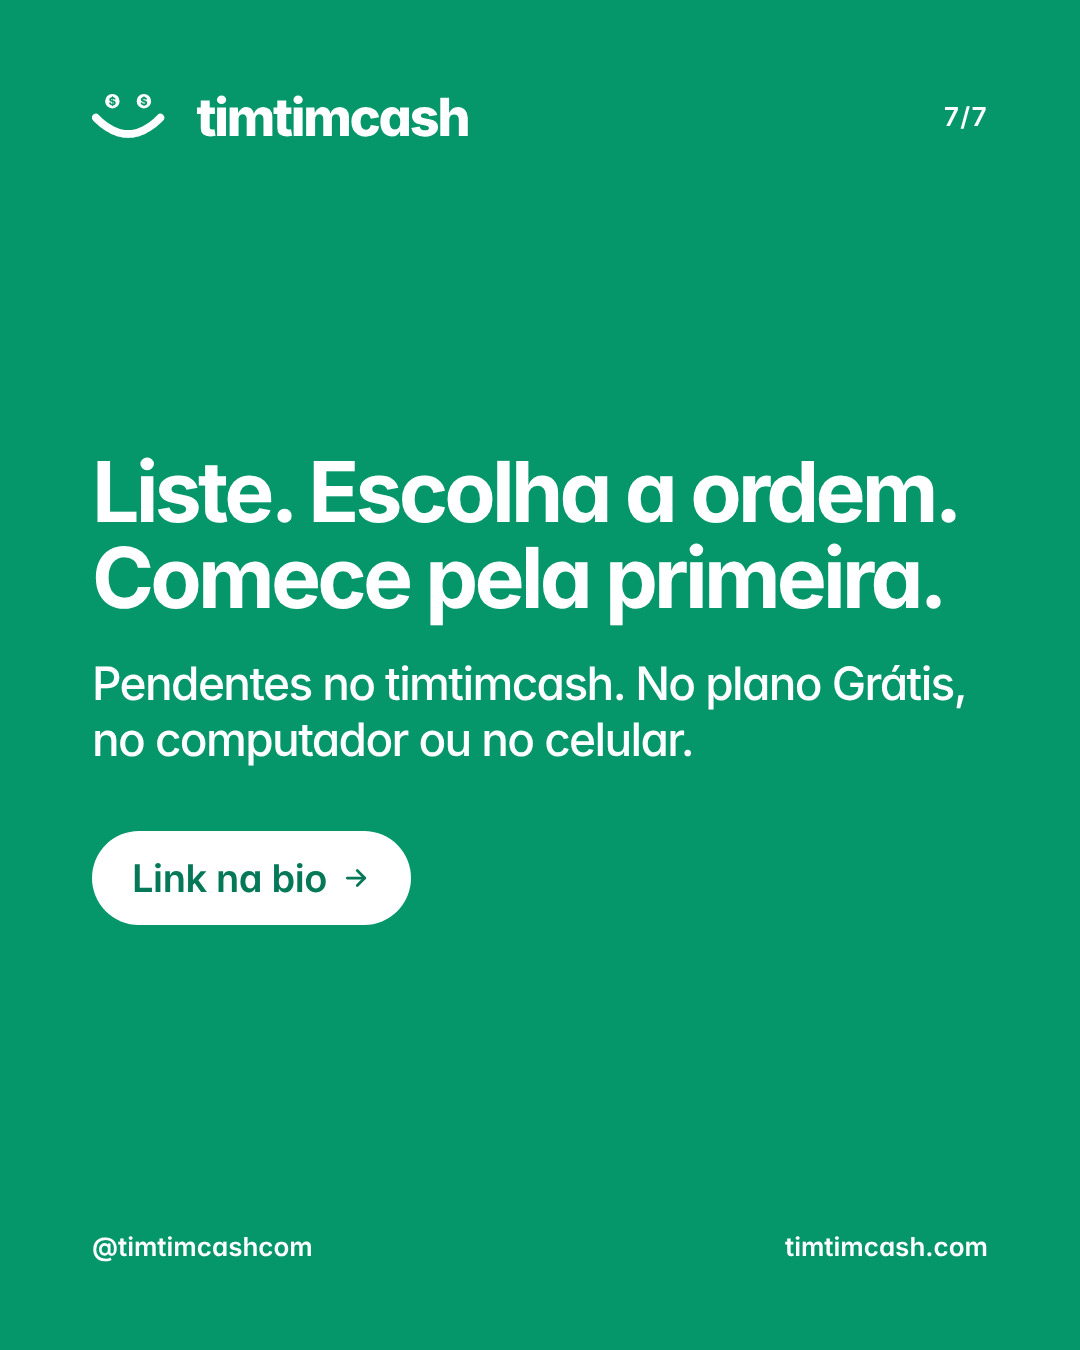 timtimcash
7/7
Liste. Escolha a ordem.
Comece pela primeira.
Pendentes no timtimcash. No plano Grátis,
no computador ou no celular.
Link na bio →
@timtimcashcom
timtimcash.com